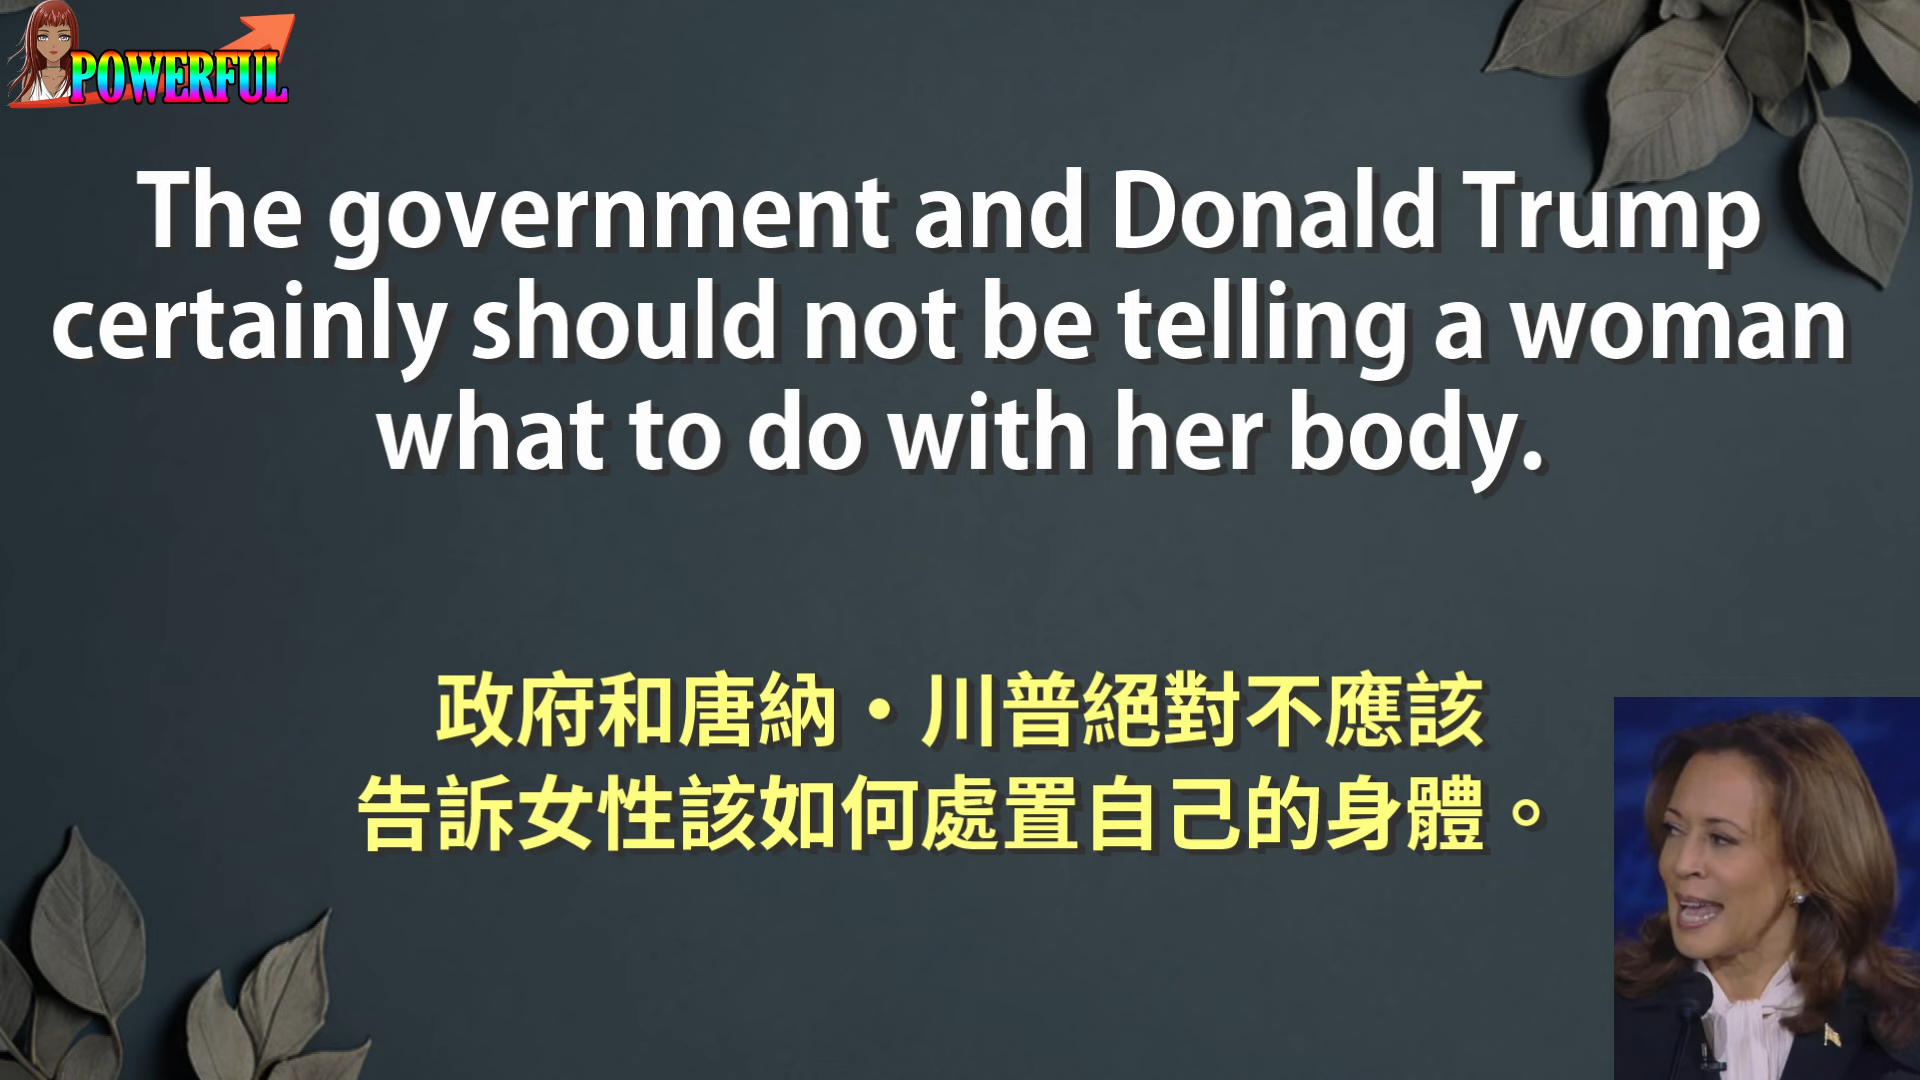 POWERFUL
The government and Donald Trump
certainly should not be telling a woman
what to do with her body.
政府和唐納・川普絕對不應該
告訴女性該如何處置自己的身體。